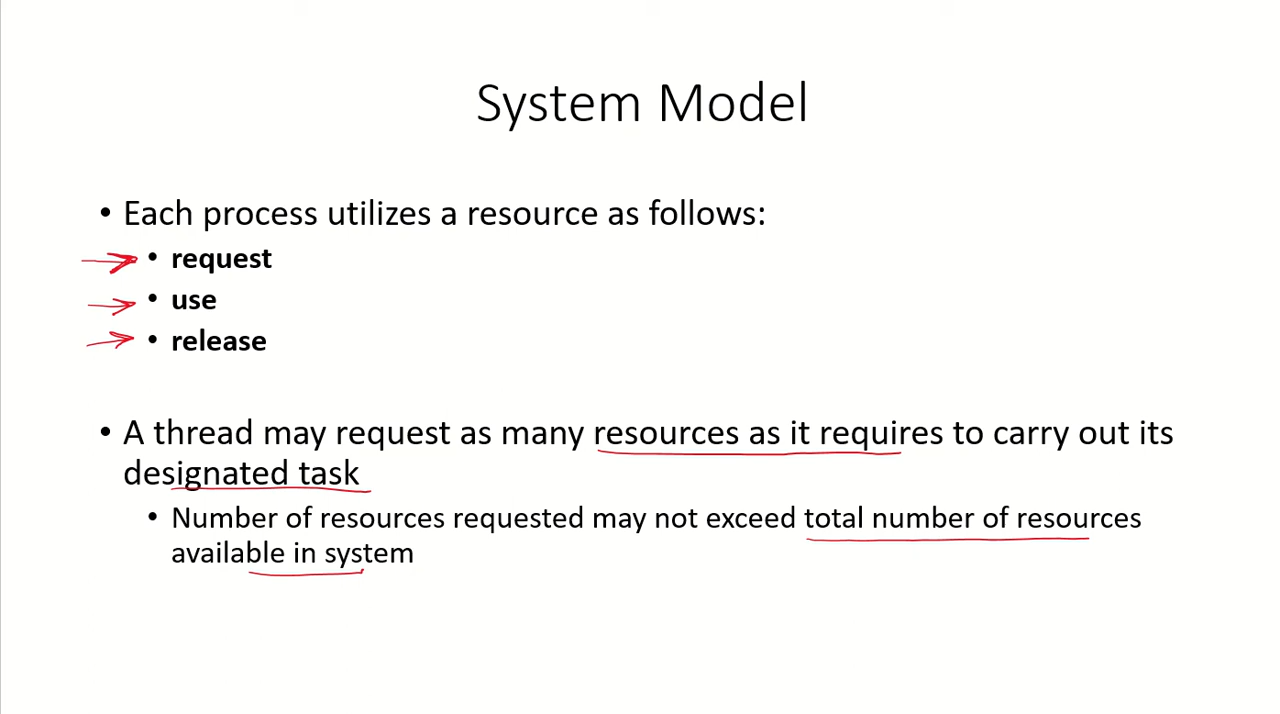 System Model
• Each process utilizes a resource as follows:
• request
• use
• release
• A thread may request as many resources as it requires to carry out its
designated task
• Number of resources requested may not exceed total number of resources
available in system